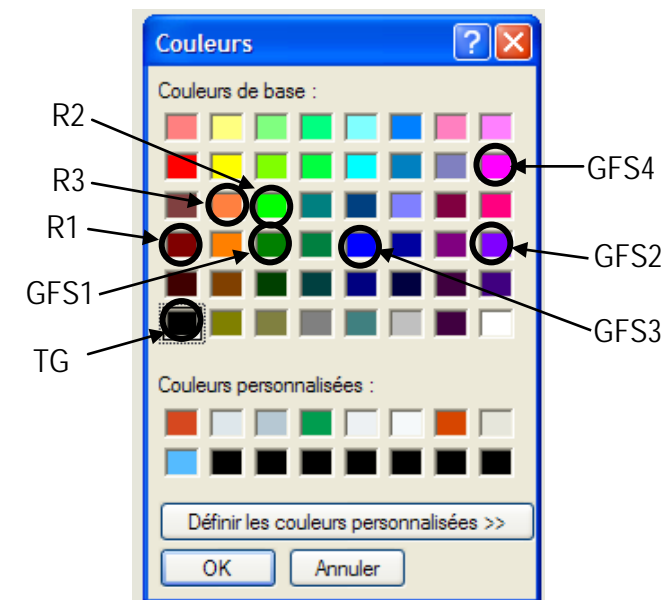 Couleurs
Couleurs de base :
R2
GFS4
R3
R1
GFS2
GFS1
GFS3
TG
Couleurs personnalisées :
Définir les couleurs personnalisées >>
OK Annuler